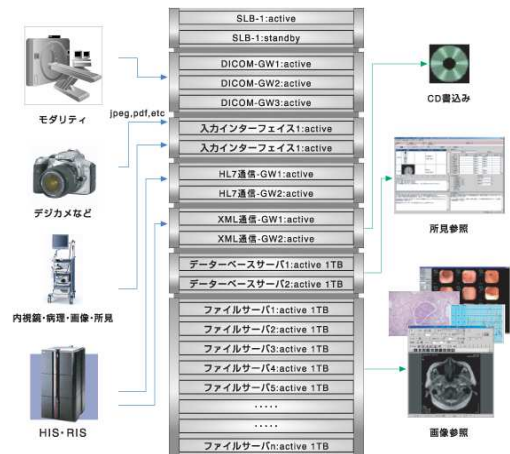 SLB-1:active
SLB-1:standby
DICOM-GW1:active
DICOM-GW2:active
DICOM-GW3:active
入力インターフェイス1:active
入力インターフェイス1:active
HL7通信-GW1:active
HL7通信-GW2:active
XML通信-GW1:active
XML通信-GW2:active
データーベースサーバ1:active 1TB
データーベースサーバ2:active 1TB
ファイルサーバ1:active 1TB
ファイルサーバ2:active 1TB
ファイルサーバ3:active 1TB
ファイルサーバ4:active 1TB
ファイルサーバ5:active 1TB
.....
.....
ファイルサーバn:active 1TB
モダリティ
jpeg,pdf,etc
デジカメなど
内視鏡・病理・画像・所見
HIS・RIS
CD書込み
所見参照
画像参照